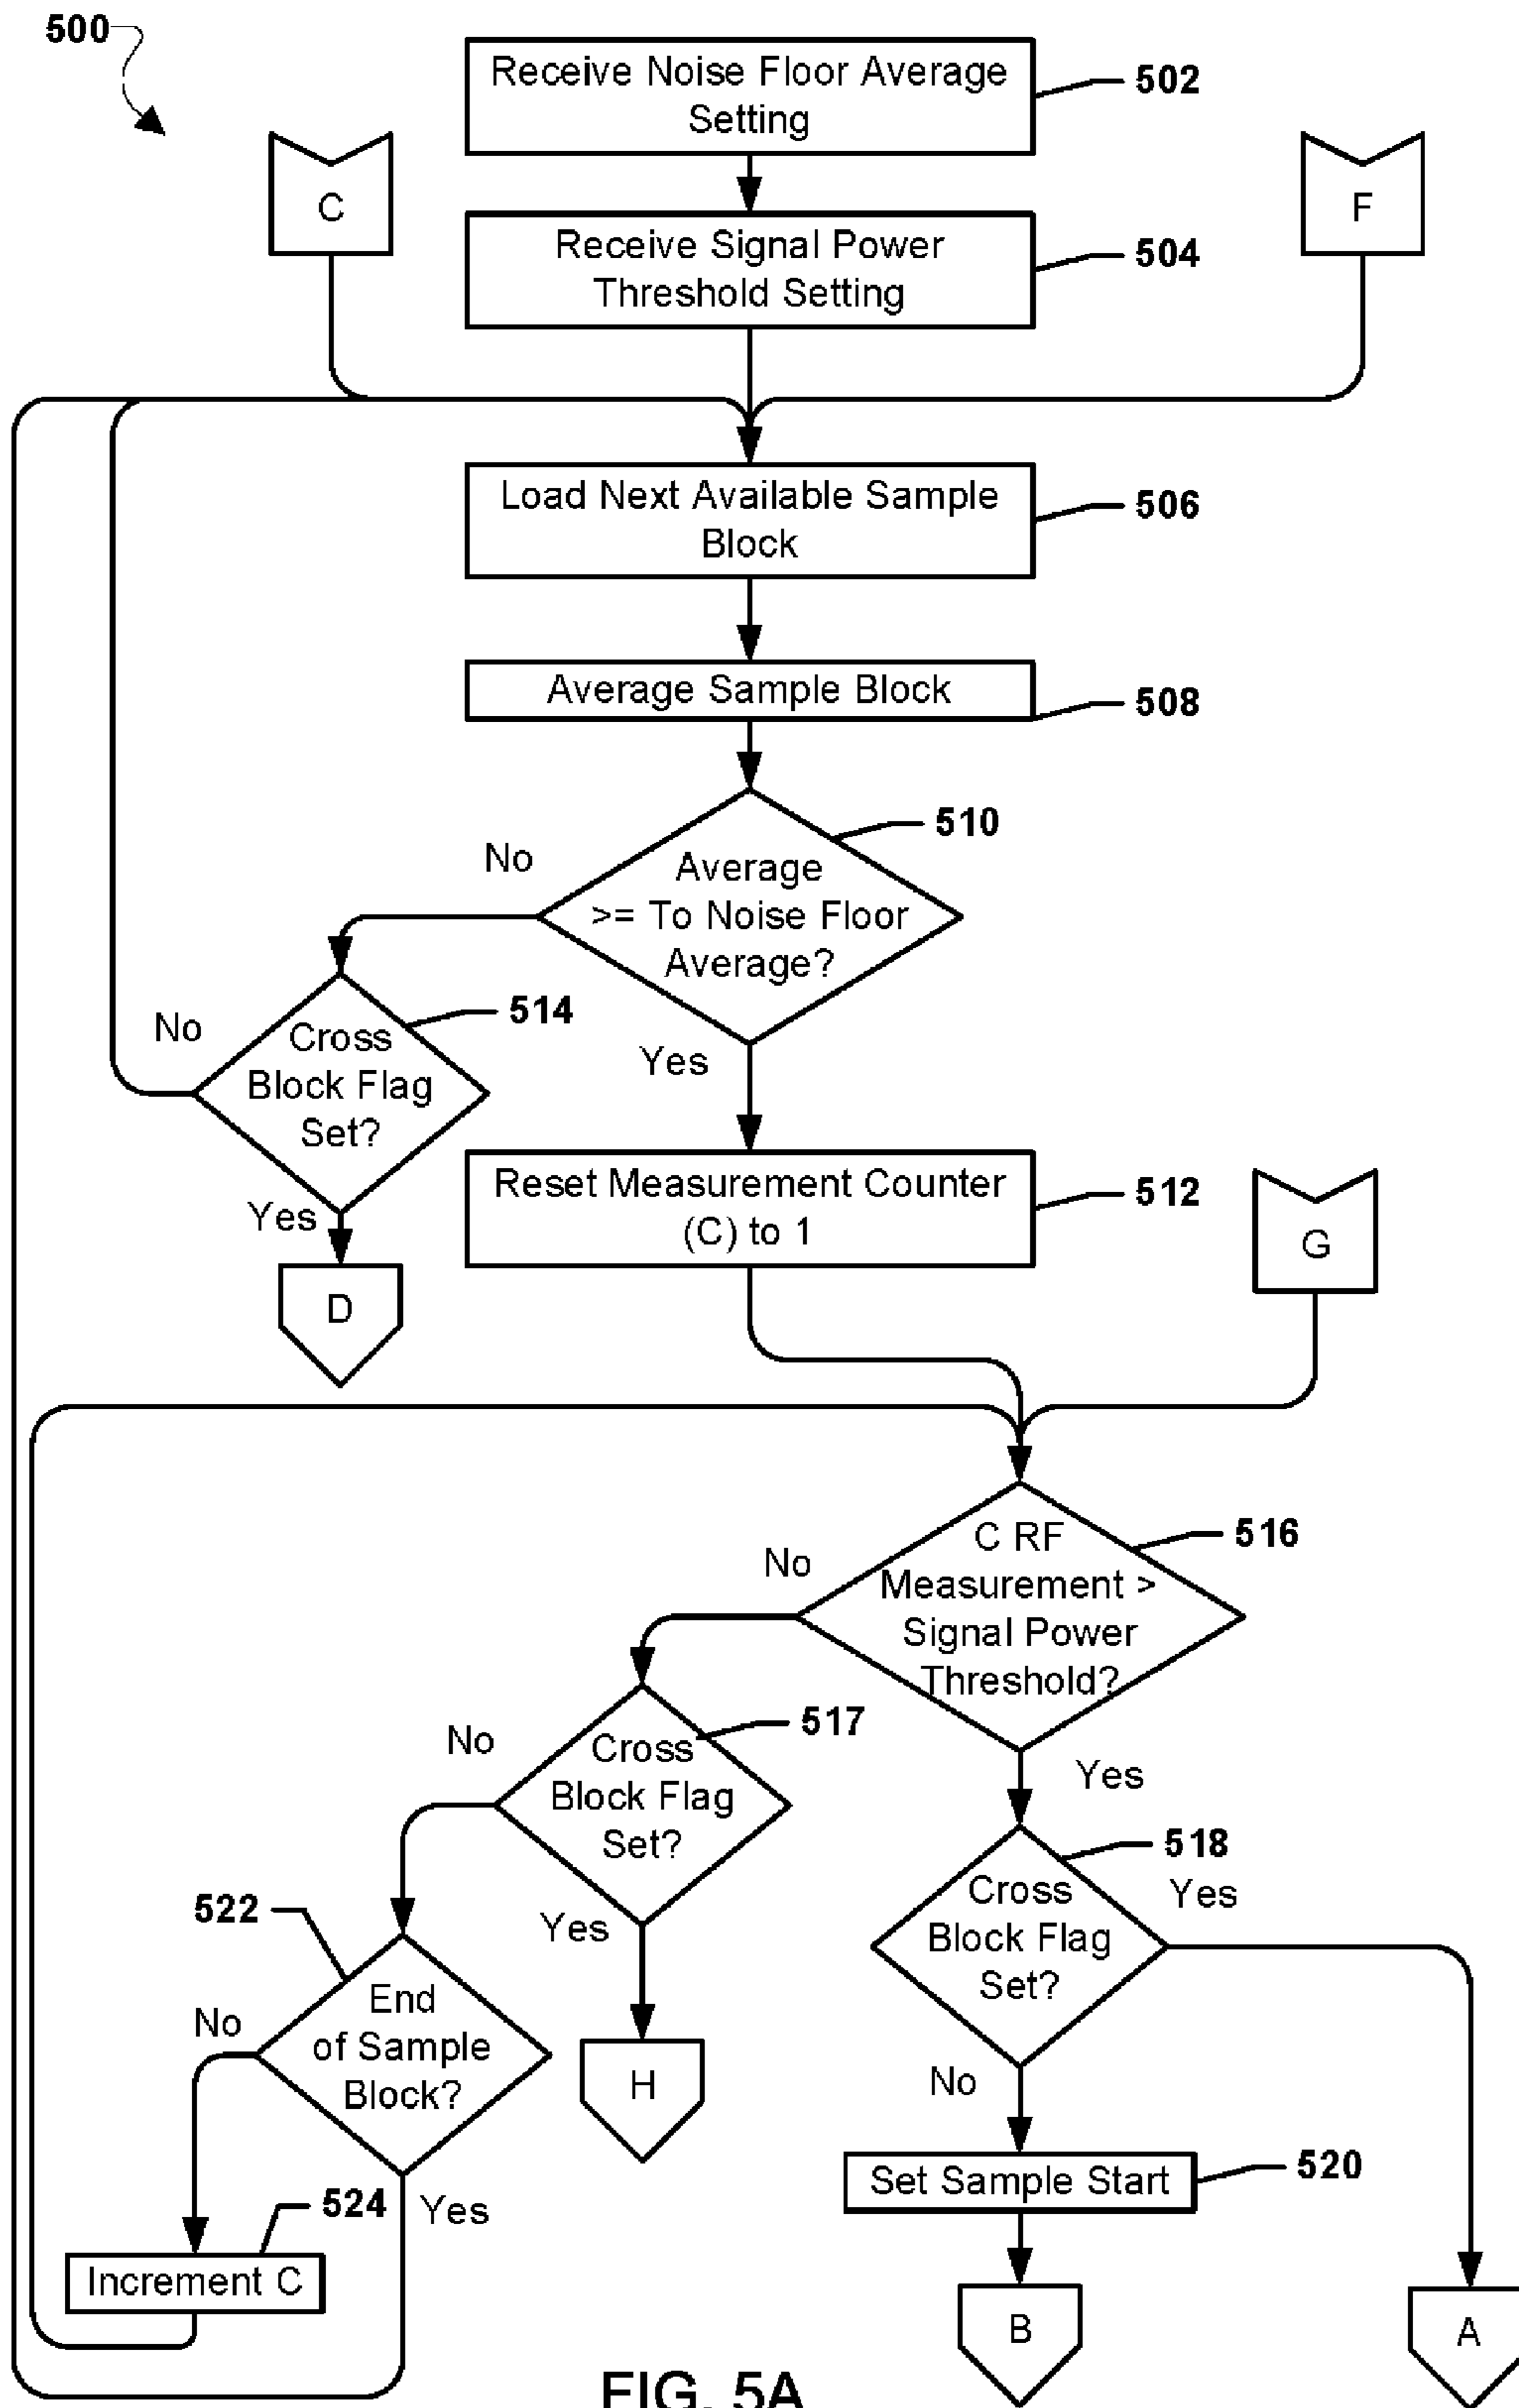 500
Receive Noise Floor Average
Setting
502
C
F
Receive Signal Power
Threshold Setting
504
Load Next Available Sample
Block
506
Average Sample Block
508
510
No
Average
>= To Noise Floor
Average?
514
No
Cross
Block Flag
Set?
Yes
Yes
Reset Measurement Counter
(C) to 1
512
G
D
C RF
Measurement >
Signal Power
Threshold?
516
No
517
No
Cross
Block Flag
Set?
Yes
518
Yes
Cross
Block Flag
Set?
522
Yes
End
of Sample
Block?
No
H
No
Set Sample Start
520
524
Yes
Increment C
B
A
FIG. 5A